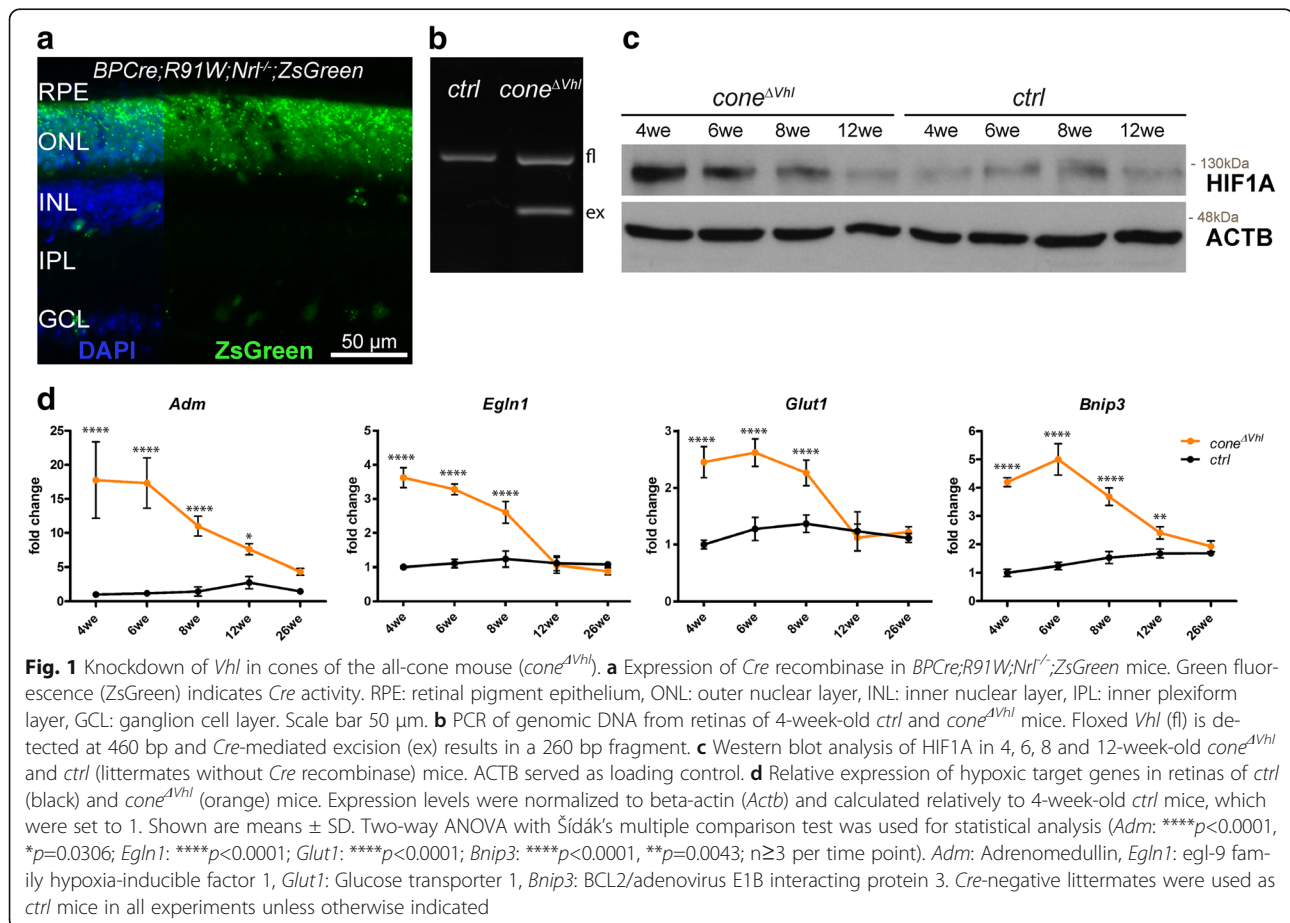 a
BPCre;R91W;Nrl-/-;ZsGreen
RPE
ONL
INL
IPL
GCL
DAPI
ZsGreen
50 µm
b
ctrl coneΔVhl
fl
ex
c
coneΔVhl ctrl
4we 6we 8we 12we 4we 6we 8we 12we
- 130kDa
HIF1A
- 48kDa
ACTB
d
Adm
fold change
25
20
15
10
5
0
**** **** **** *
4we 6we 8we 12we 26we
Egln1
fold change
5
4
3
2
1
0
**** **** ****
4we 6we 8we 12we 26we
Glut1
fold change
3
2
1
0
**** **** ****
4we 6we 8we 12we 26we
Bnip3
fold change
6
5
4
3
2
1
0
**** **** **** **
4we 6we 8we 12we 26we
coneΔVhl
ctrl
Fig. 1 Knockdown of Vhl in cones of the all-cone mouse (coneΔVhl). a Expression of Cre recombinase in BPCre;R91W;Nrl-/-;ZsGreen mice. Green fluor-
escence (ZsGreen) indicates Cre activity. RPE: retinal pigment epithelium, ONL: outer nuclear layer, INL: inner nuclear layer, IPL: inner plexiform
layer, GCL: ganglion cell layer. Scale bar 50 µm. b PCR of genomic DNA from retinas of 4-week-old ctrl and coneΔVhl mice. Floxed Vhl (fl) is de-
tected at 460 bp and Cre-mediated excision (ex) results in a 260 bp fragment. c Western blot analysis of HIF1A in 4, 6, 8 and 12-week-old coneΔVhl
and ctrl (littermates without Cre recombinase) mice. ACTB served as loading control. d Relative expression of hypoxic target genes in retinas of ctrl
(black) and coneΔVhl (orange) mice. Expression levels were normalized to beta-actin (Actb) and calculated relatively to 4-week-old ctrl mice, which
were set to 1. Shown are means ± SD. Two-way ANOVA with Šídák's multiple comparison test was used for statistical analysis (Adm: ****p<0.0001,
*p=0.0306; Egln1: ****p<0.0001; Glut1: ****p<0.0001; Bnip3: ****p<0.0001, **p=0.0043; n≥3 per time point). Adm: Adrenomedullin, Egln1: egl-9 fam-
ily hypoxia-inducible factor 1, Glut1: Glucose transporter 1, Bnip3: BCL2/adenovirus E1B interacting protein 3. Cre-negative littermates were used as
ctrl mice in all experiments unless otherwise indicated